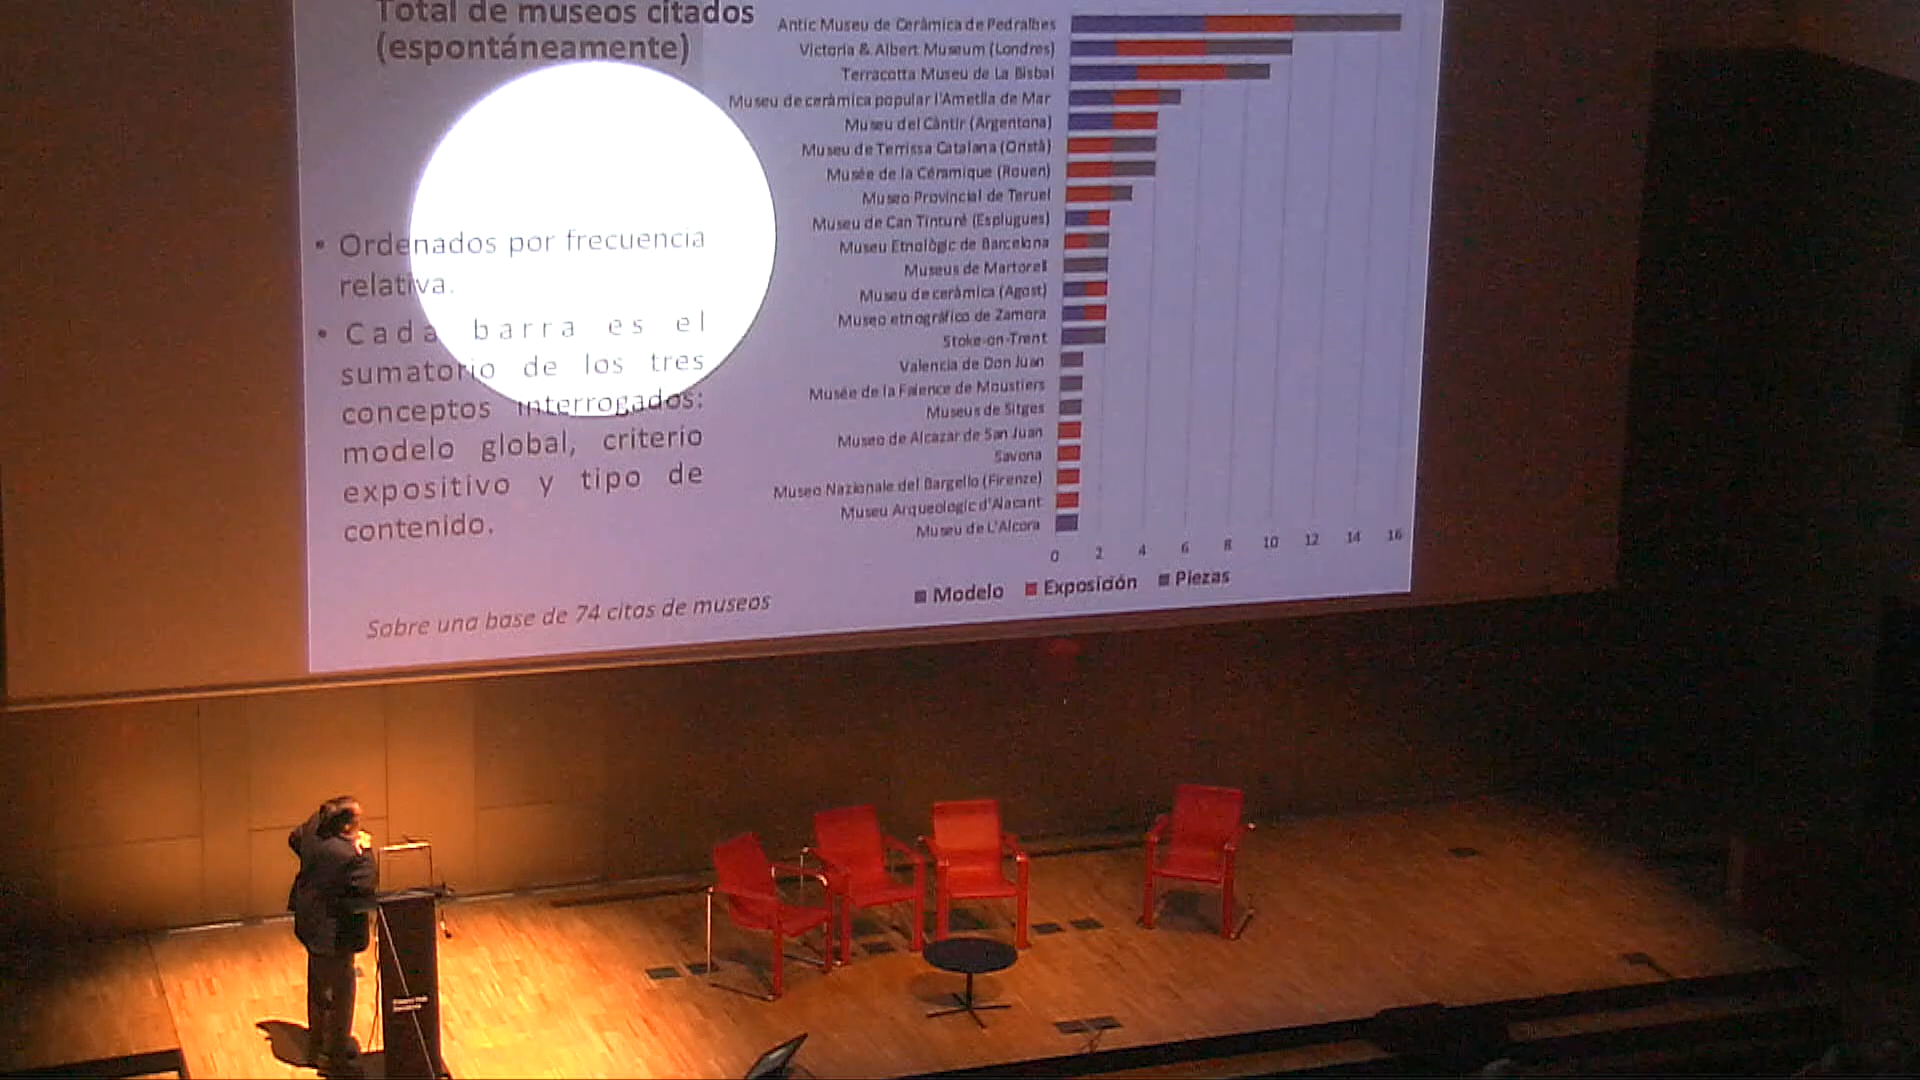 Total de museos citados
(espontáneamente)
• Ordenados por frecuencia
relativa.
• Cada barra es el
sumatorio de los tres
conceptos interrogados:
modelo global, criterio
expositivo y tipo de
contenido.
Sobre una base de 74 citas de museos
Antic Museu de Ceràmica de Pedralbes
Victoria & Albert Museum (Londres)
Terracotta Museu de La Bisbal
Museu de ceràmica popular l'Ametlla de Mar
Museu del Càntir (Argentona)
Museu de Terrissa Catalana (Oristà)
Musée de la Céramique (Rouen)
Museo Provincial de Teruel
Museu de Can Tinturé (Esplugues)
Museu Etnològic de Barcelona
Museus de Martorell
Museu de ceràmica (Agost)
Museo etnográfico de Zamora
Stoke-on-Trent
Valencia de Don Juan
Musée de la Faïence de Moustiers
Museus de Sitges
Museo de Alcazar de San Juan
Savona
Museo Nazionale del Bargello (Firenze)
Museu Arqueologic d'Alacant
Museu de L'Alcora
0 2 4 6 8 10 12 14 16
Modelo Exposición Piezas